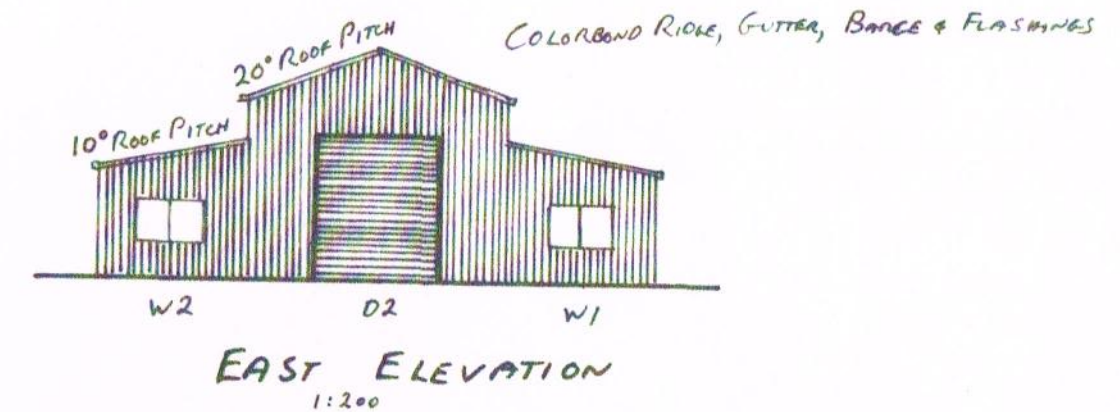 COLORBOND RIDGE, GUTTER, BARGE & FLASHINGS
20° ROOF PITCH
10° ROOF PITCH
W2
D2
W1
EAST ELEVATION
1:200